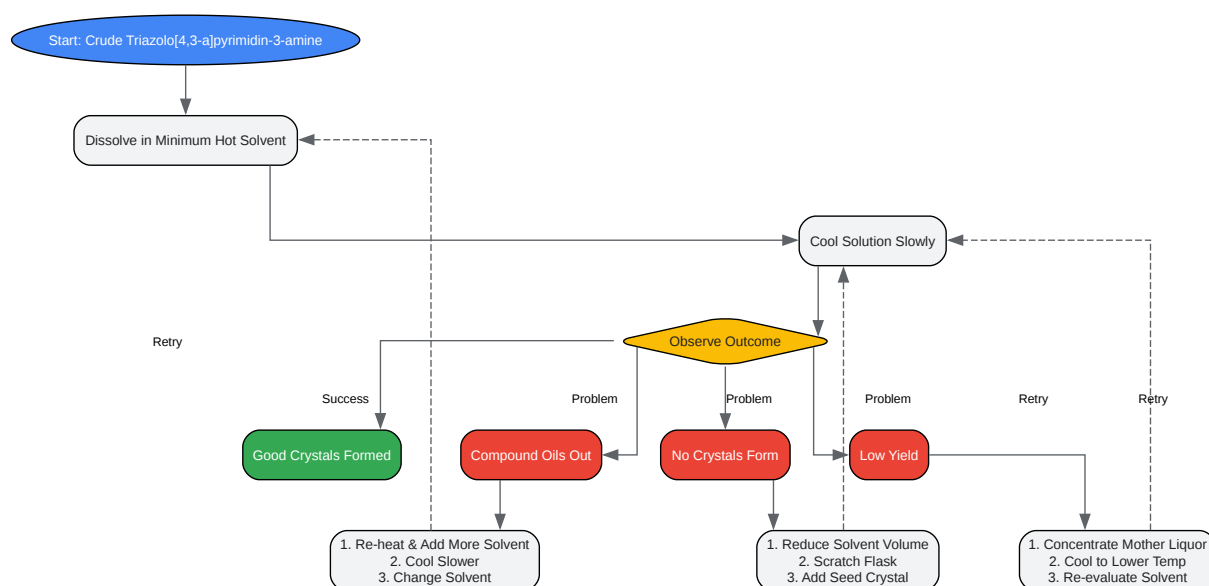 Start: Crude Triazolo[4,3-a]pyrimidin-3-amine
Dissolve in Minimum Hot Solvent
Cool Solution Slowly
Retry
Observe Outcome
Success
Problem
Problem
Problem
Retry
Retry
Good Crystals Formed
Compound Oils Out
No Crystals Form
Low Yield
1. Re-heat & Add More Solvent
2. Cool Slower
3. Change Solvent
1. Reduce Solvent Volume
2. Scratch Flask
3. Add Seed Crystal
1. Concentrate Mother Liquor
2. Cool to Lower Temp
3. Re-evaluate Solvent